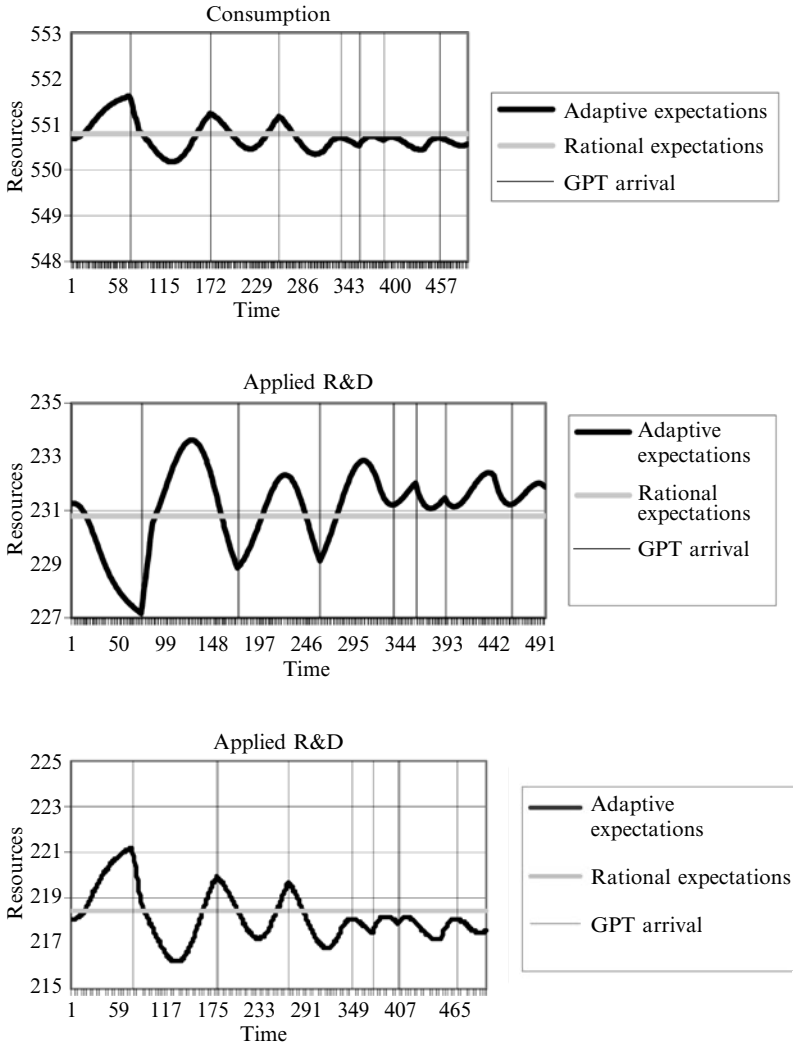 Consumption
553
552
551
550
549
548
Resources
1 58 115 172 229 286 343 400 457
Time
Adaptive expectations
Rational expectations
GPT arrival
Applied R&D
235
233
231
229
227
Resources
1 50 99 148 197 246 295 344 393 442 491
Time
Adaptive
expectations
Rational
expectations
GPT arrival
Applied R&D
225
223
221
219
217
215
Resources
1 59 117 175 233 291 349 407 465
Time
Adaptive
expectations
Rational expectations
GPT arrival